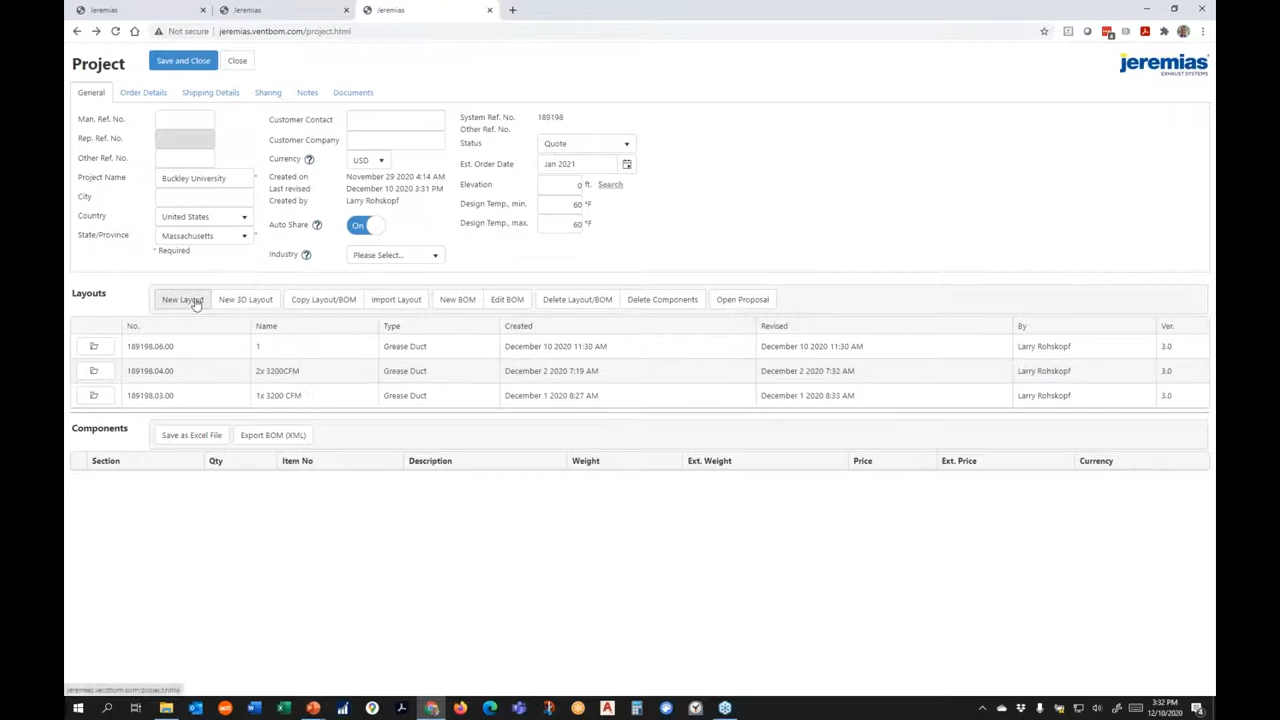 Jeremias
Jeremias
Jeremias
Not secure jeremias.ventbom.com/project.html
Project
Save and Close
Close
jeremias
EXHAUST SYSTEMS
General Order Details Shipping Details Sharing Notes Documents
Man. Ref. No.
Customer Contact
System Ref. No. 189198
Other Ref. No.
Rep. Ref. No.
Customer Company
Status Quote
Other Ref. No.
Currency ? USD
Est. Order Date Jan 2021
Project Name Buckley University *
Created on November 29 2020 4:14 AM
Elevation 0 ft. Search
City
Last revised December 10 2020 3:31 PM
Created by Larry Rohskopf
Design Temp., min. 60 °F
Country United States
Auto Share ? On
Design Temp., max. 60 °F
State/Province Massachusetts *
* Required
Industry ? Please Select...
Layouts New Layout New 3D Layout Copy Layout/BOM Import Layout New BOM Edit BOM Delete Layout/BOM Delete Components Open Proposal
No. Name Type Created Revised By Ver.
189198.06.00 1 Grease Duct December 10 2020 11:30 AM December 10 2020 11:30 AM Larry Rohskopf 3.0
189198.04.00 2x 3200CFM Grease Duct December 2 2020 7:19 AM December 2 2020 7:32 AM Larry Rohskopf 3.0
189198.03.00 1x 3200 CFM Grease Duct December 1 2020 8:27 AM December 1 2020 8:33 AM Larry Rohskopf 3.0
Components Save as Excel File Export BOM (XML)
Section Qty Item No Description Weight Ext. Weight Price Ext. Price Currency
jeremias.ventbom.com/project.html
3:32 PM
12/10/2020